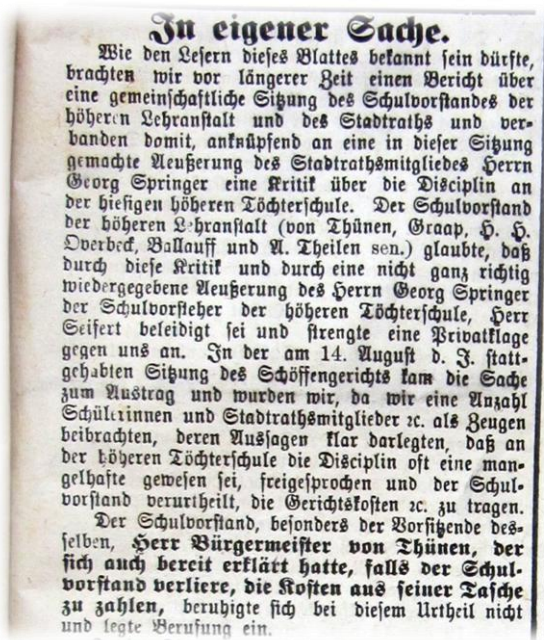 In eigener Sache.
Wie den Lesern dieses Blattes bekannt sein dürfte,
brachten wir vor längerer Zeit einen Bericht über
eine gemeinschaftliche Sitzung des Schulvorstandes der
höheren Lehranstalt und des Stadtraths und ver-
banden damit, anknüpfend an eine in dieser Sitzung
gemachte Aeußerung des Stadtrathsmitgliedes Herrn
Georg Springer eine Kritik über die Disciplin an
der hiesigen höheren Töchterschule. Der Schulvorstand
der höheren Lehranstalt (von Thünen, Graap, H. H.
Overbeck, Ballauff und A. Theilen sen.) glaubte, daß
durch diese Kritik und durch eine nicht ganz richtig
wiedergegebene Aeußerung des Herrn Georg Springer
der Schulvorsteher der höheren Töchterschule, Herr
Seifert beleidigt sei und strengte eine Privatklage
gegen uns an. In der am 14. August d. J. statt-
gehabten Sitzung des Schöffengerichts kam die Sache
zum Austrag und wurden wir, da wir eine Anzahl
Schülerinnen und Stadtrathsmitglieder ꝛc. als Zeugen
beibrachten, deren Aussagen klar darlegten, daß an
der höheren Töchterschule die Disciplin oft eine man-
gelhafte gewesen sei, freigesprochen und der Schul-
vorstand verurtheilt, die Gerichtskosten ꝛc. zu tragen.
Der Schulvorstand, besonders der Vorsitzende des-
selben, Herr Bürgermeister von Thünen, der
sich auch bereit erklärt hatte, falls der Schul-
vorstand verliere, die Kosten aus seiner Tasche
zu zahlen, beruhigte sich bei diesem Urtheil nicht
und legte Berufung ein.